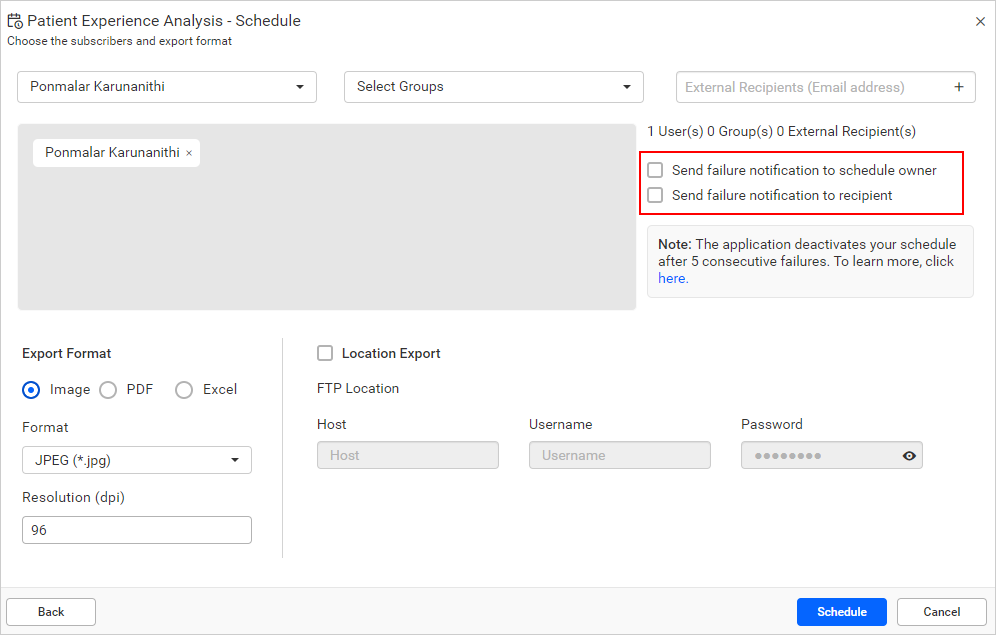 Patient Experience Analysis - Schedule
Choose the subscribers and export format
Ponmalar Karunanithi
Select Groups
External Recipients (Email address)
Ponmalar Karunanithi ×
1 User(s) 0 Group(s) 0 External Recipient(s)
Send failure notification to schedule owner
Send failure notification to recipient
Note: The application deactivates your schedule
after 5 consecutive failures. To learn more, click
here.
Export Format
Image PDF Excel
Format
JPEG (*.jpg)
Resolution (dpi)
96
Location Export
FTP Location
Host Username Password
Host Username
Back Schedule Cancel